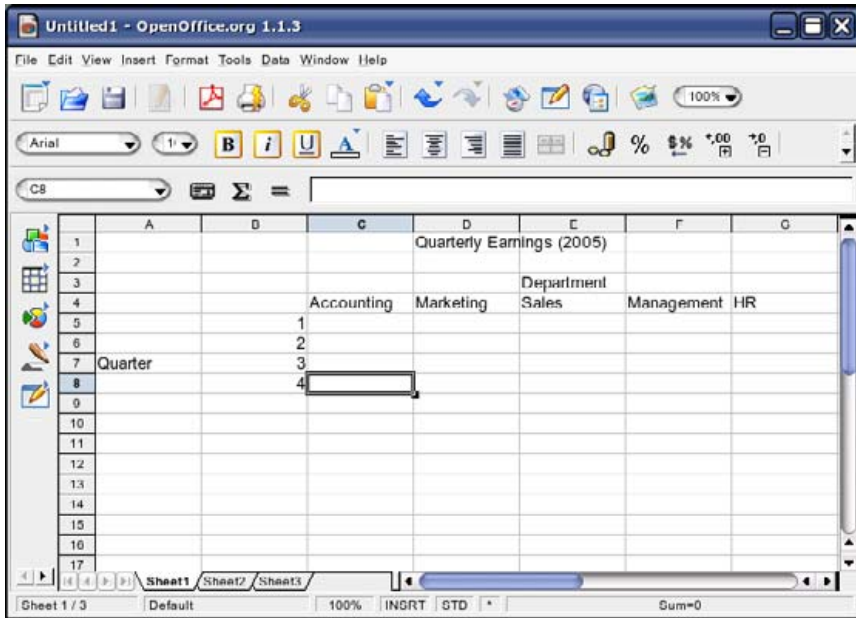 Untitled1 - OpenOffice.org 1.1.3
File Edit View Insert Format Tools Data Window Help
100%
Arial B i U A % $% +,00 +,0
C8 Σ =
A B C D E F G
1 Quarterly Earnings (2005)
2
3 Department
4 Accounting Marketing Sales Management HR
5 1
6 2
7 Quarter 3
8 4
9
10
11
12
13
14
15
16
17
Sheet1 Sheet2 Sheet3
Sheet 1 / 3 Default 100% INSRT STD * Sum=0